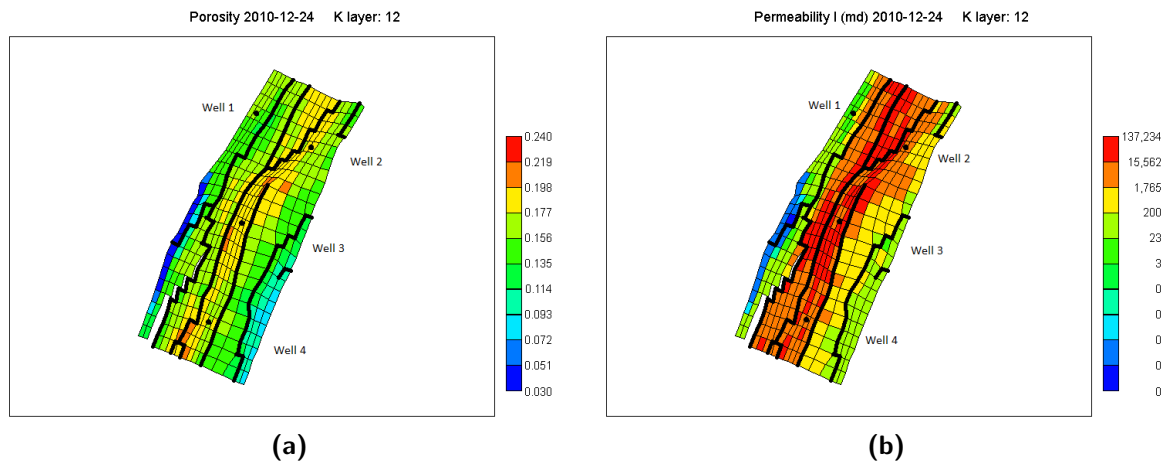 Porosity 2010-12-24 K layer: 12
Well 1
Well 2
Well 3
Well 4
0.240
0.219
0.198
0.177
0.156
0.135
0.114
0.093
0.072
0.051
0.030
(a)
Permeability I (md) 2010-12-24 K layer: 12
Well 1
Well 2
Well 3
Well 4
137,234
15,562
1,765
200
23
3
0
0
0
0
0
(b)